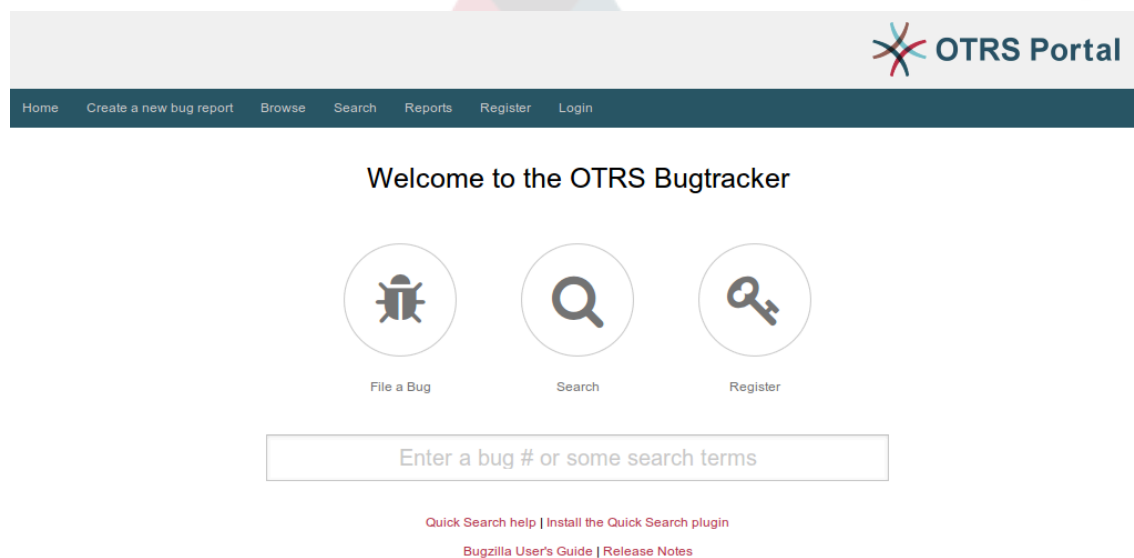 OTRS Portal
Home Create a new bug report Browse Search Reports Register Login
Welcome to the OTRS Bugtracker
File a Bug Search Register
Enter a bug # or some search terms
Quick Search help | Install the Quick Search plugin
Bugzilla User's Guide | Release Notes